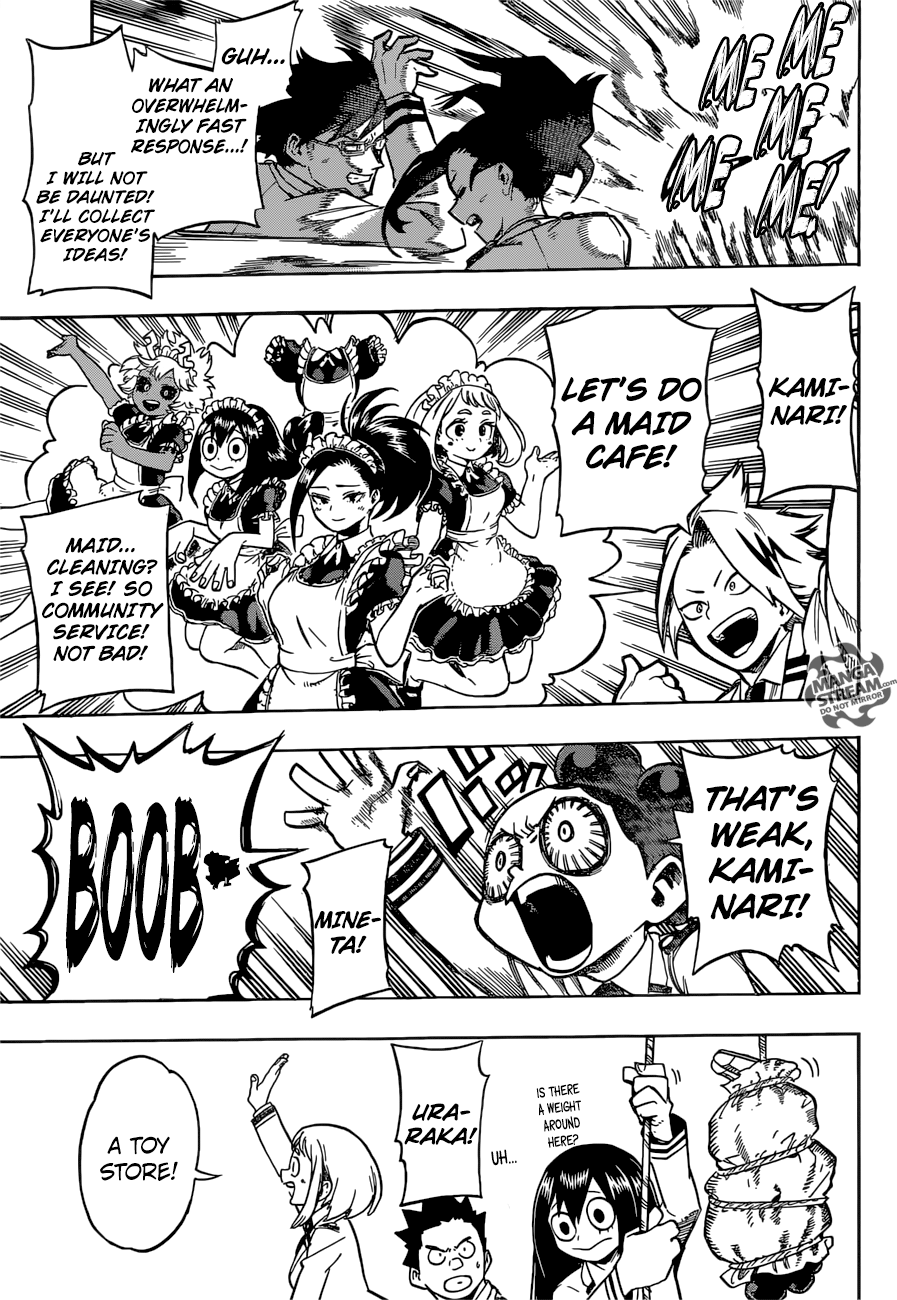 ME
ME
ME
ME
ME
ME
ME!
GUH...
WHAT AN
OVERWHELM-
INGLY FAST
RESPONSE...!
BUT
I WILL NOT
BE DAUNTED!
I'LL COLLECT
EVERYONE'S
IDEAS!
KAMI-
NARI!
LET'S DO
A MAID
CAFE!
MAID...
CLEANING?
I SEE! SO
COMMUNITY
SERVICE!
NOT BAD!
MANGA
STREAM.com
DO NOT MIRROR
THAT'S
WEAK,
KAMI-
NARI!
MINE-
TA!
BOOB
IS THERE
A WEIGHT
AROUND
HERE?
UH...
URA-
RAKA!
A TOY
STORE!